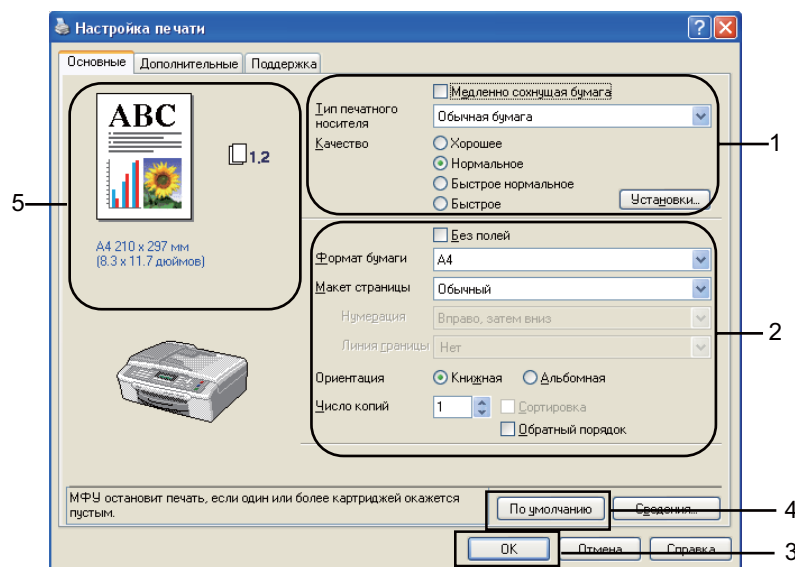 Настройка печати
Основные Дополнительные Поддержка
ABC
1,2
A4 210 x 297 мм
(8.3 x 11.7 дюймов)
Медленно сохнущая бумага
Тип печатного носителя
Обычная бумага
Качество
Хорошее
Нормальное
Быстрое нормальное
Быстрое
Установки...
Без полей
Формат бумаги A4
Макет страницы Обычный
Нумерация Вправо, затем вниз
Линия границы Нет
Ориентация Книжная Альбомная
Число копий 1 Сортировка
Обратный порядок
МФУ остановит печать, если один или
более картриджей окажется
пустым.
По умолчанию Сведения...
OK Отмена Справка
1
2
3
4
5